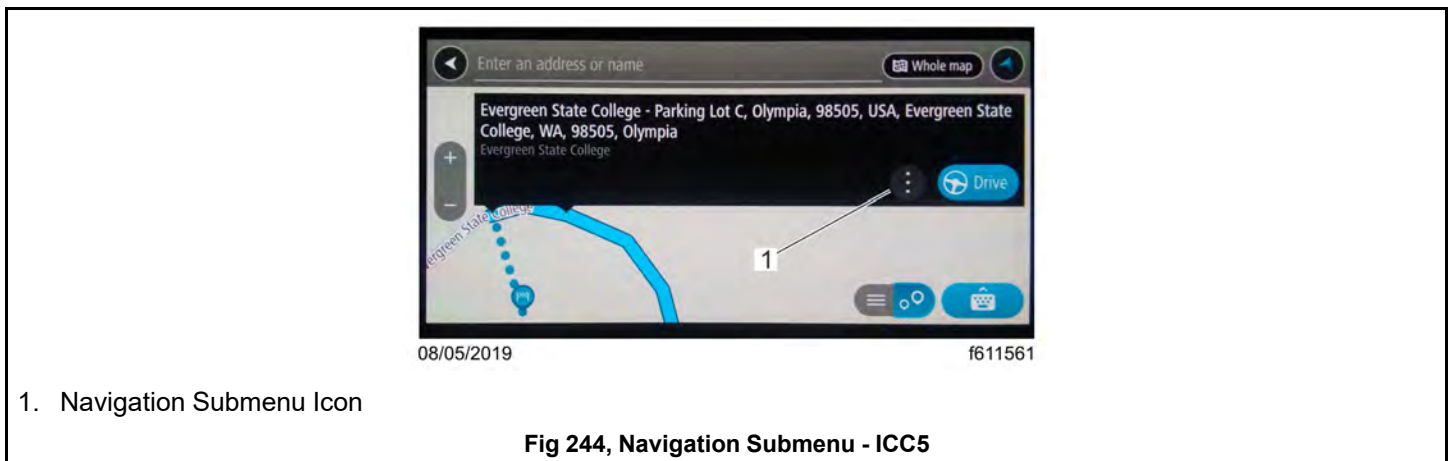 Enter an address or name
Whole map
Evergreen State College - Parking Lot C, Olympia, 98505, USA, Evergreen State
College, WA, 98505, Olympia
Evergreen State College
+
Drive
−
Evergreen State College
1
08/05/2019 f611561
1. Navigation Submenu Icon
Fig 244, Navigation Submenu - ICC5